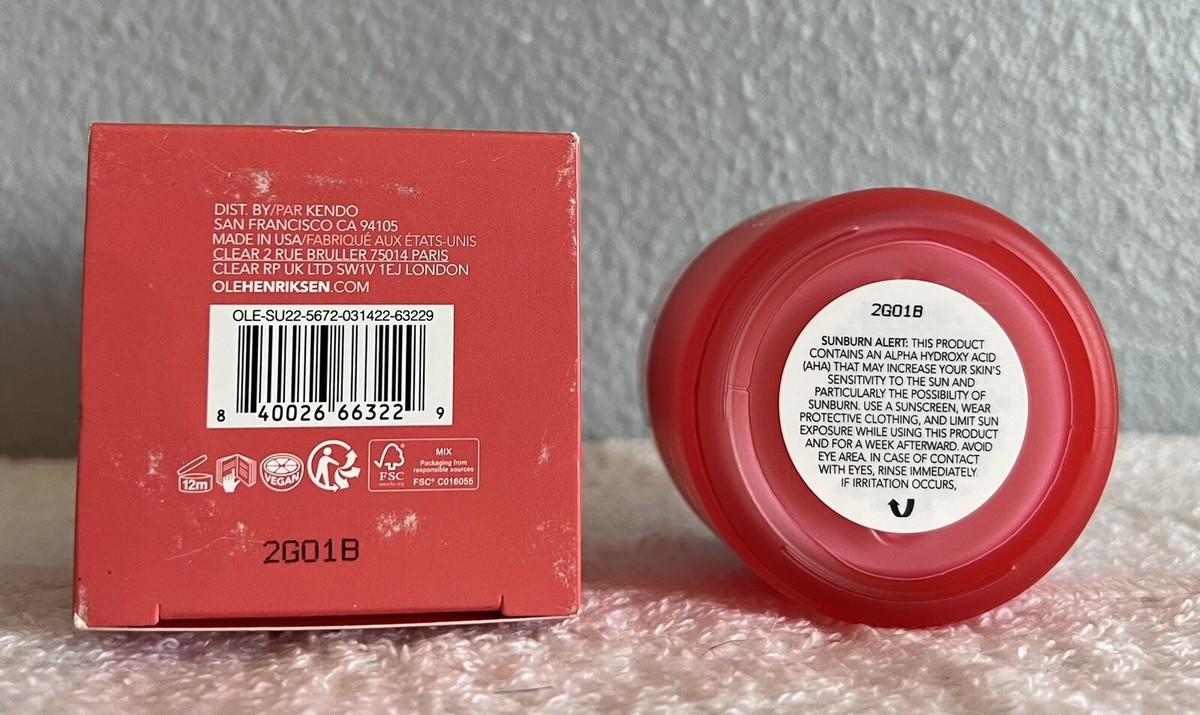 DIST. BY/PAR KENDO
SAN FRANCISCO CA 94105
MADE IN USA/FABRIQUÉ AUX ÉTATS-UNIS
CLEAR 2 RUE BRULLER 75014 PARIS
CLEAR RP UK LTD SW1V 1EJ LONDON
OLEHENRIKSEN.COM
OLE-SU22-5672-031422-63229
8 40026 66322 9
12m
VEGAN
FSC
www.fsc.org
MIX
Packaging from
responsible sources
FSC® C016055
2G01B
2G01B
SUNBURN ALERT: THIS PRODUCT
CONTAINS AN ALPHA HYDROXY ACID
(AHA) THAT MAY INCREASE YOUR SKIN'S
SENSITIVITY TO THE SUN AND
PARTICULARLY THE POSSIBILITY OF
SUNBURN. USE A SUNSCREEN, WEAR
PROTECTIVE CLOTHING, AND LIMIT SUN
EXPOSURE WHILE USING THIS PRODUCT
AND FOR A WEEK AFTERWARD. AVOID
EYE AREA. IN CASE OF CONTACT
WITH EYES, RINSE IMMEDIATELY
IF IRRITATION OCCURS,